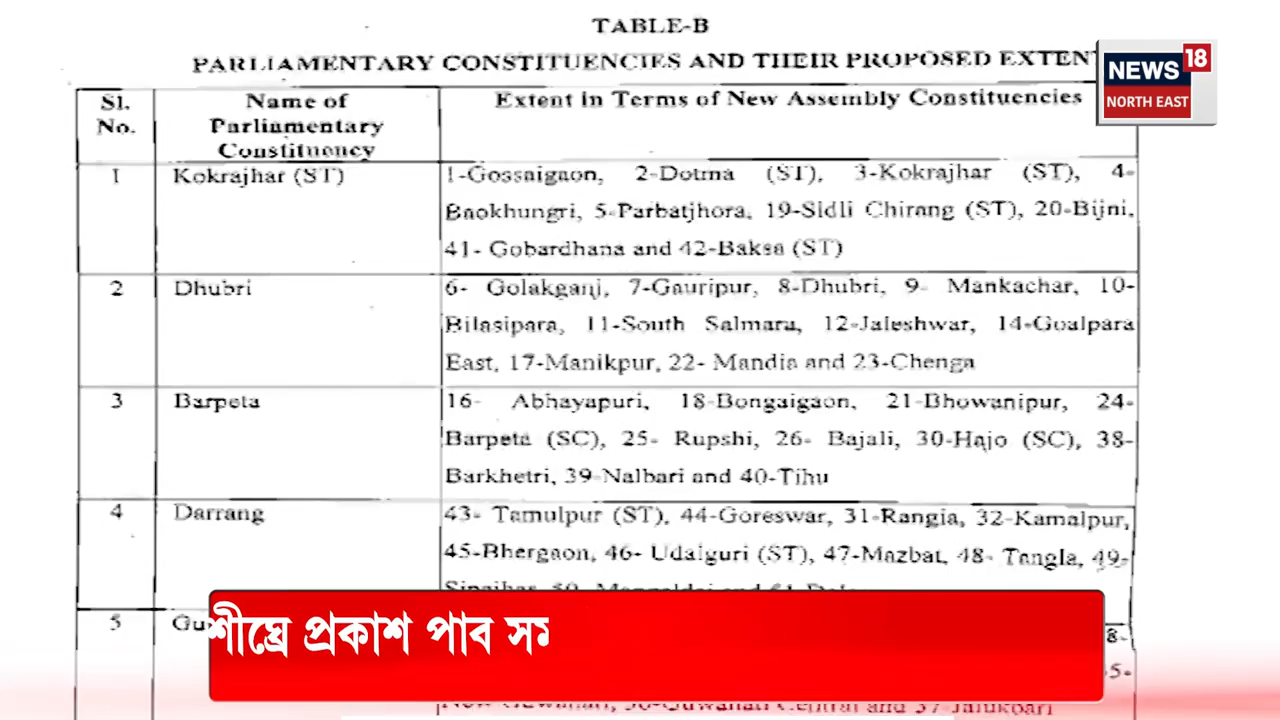 TABLE-B
PARLIAMENTARY CONSTITUENCIES AND THEIR PROPOSED EXTENT
NEWS 18
NORTH EAST
Sl. No.
Name of Parliamentary Constituency
Extent in Terms of New Assembly Constituencies
1
Kokrajhar (ST)
1-Gossaigaon, 2-Dotma (ST), 3-Kokrajhar (ST), 4-
Baokhungri, 5-Parbatjhora, 19-Sidli Chirang (ST), 20-Bijni,
41- Gobardhana and 42-Baksa (ST)
2
Dhubri
6- Golakganj, 7-Gauripur, 8-Dhubri, 9- Mankachar, 10-
Bilasipara, 11-South Salmara, 12-Jaleshwar, 14-Goalpara
East, 17-Manikpur, 22- Mandia and 23-Chenga
3
Barpeta
16- Abhayapuri, 18-Bongaigaon, 21-Bhowanipur, 24-
Barpeta (SC), 25- Rupshi, 26- Bajali, 30-Hajo (SC), 38-
Barkhetri, 39-Nalbari and 40-Tihu
4
Darrang
43- Tamulpur (ST), 44-Goreswar, 31-Rangia, 32-Kamalpur,
45-Bhergaon, 46- Udalguri (ST), 47-Mazbat, 48- Tangla, 49-
5
শীঘ্ৰে প্ৰকাশ পাব
Central and 37-Jalukbari